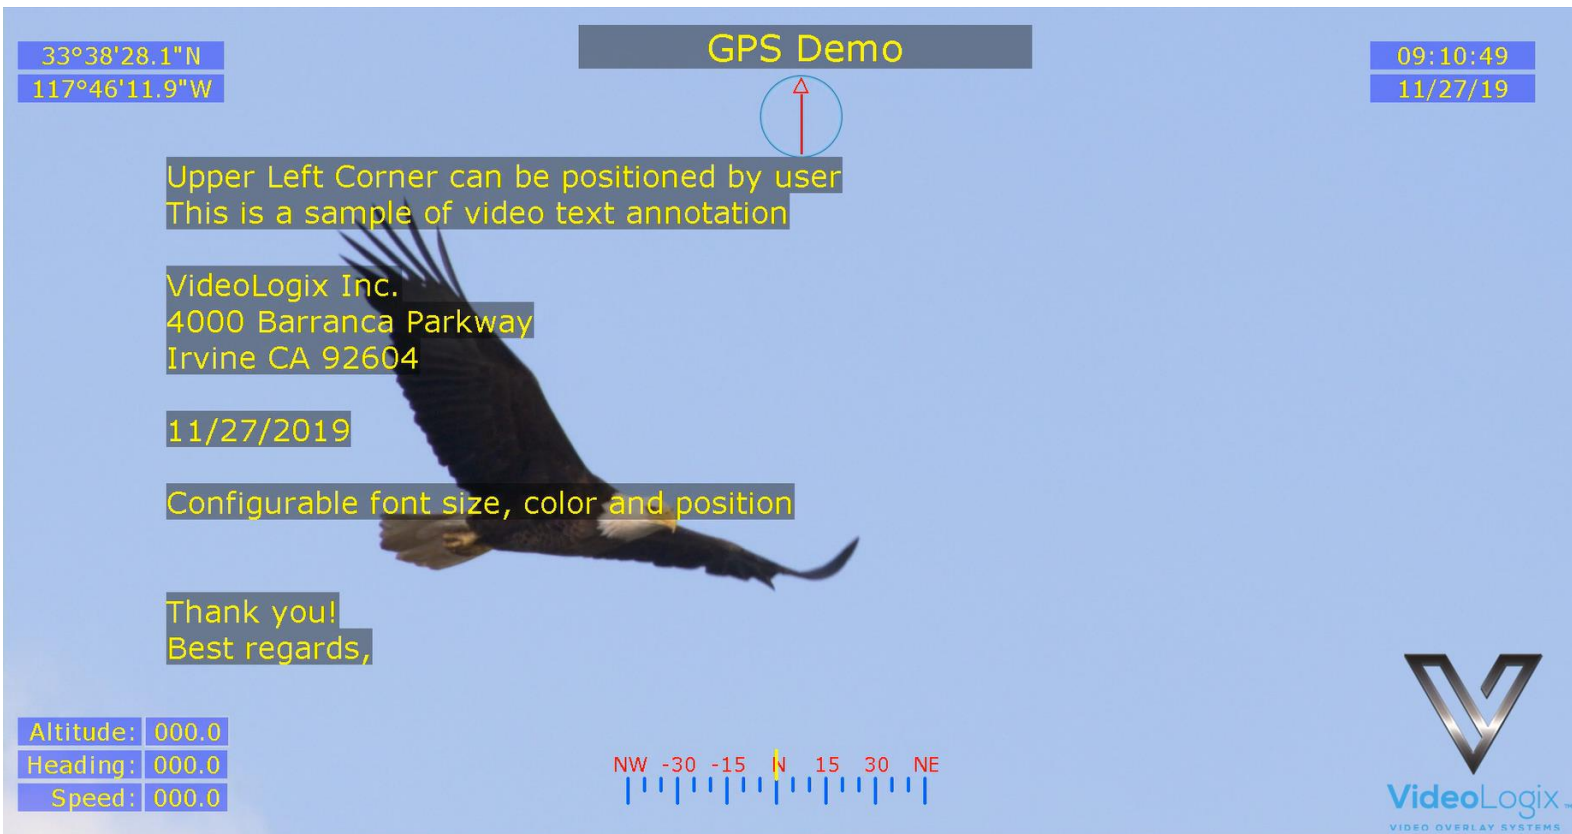 33°38'28.1"N
117°46'11.9"W
GPS Demo
09:10:49
11/27/19
Upper Left Corner can be positioned by user
This is a sample of video text annotation
VideoLogix Inc.
4000 Barranca Parkway
Irvine CA 92604
11/27/2019
Configurable font size, color and position
Thank you!
Best regards,
Altitude: 000.0
Heading: 000.0
Speed: 000.0
NW -30 -15 N 15 30 NE
VideoLogix
VIDEO OVERLAY SYSTEMS